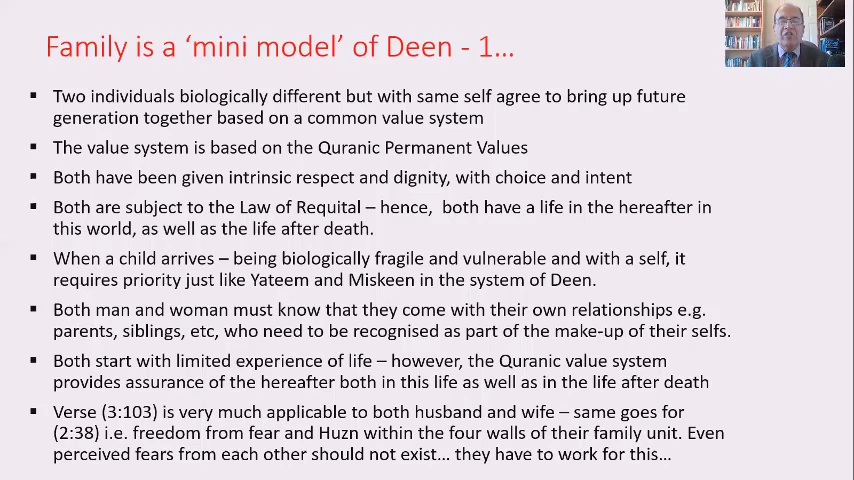 Family is a ‘mini model’ of Deen - 1…
▪ Two individuals biologically different but with same self agree to bring up future
generation together based on a common value system
▪ The value system is based on the Quranic Permanent Values
▪ Both have been given intrinsic respect and dignity, with choice and intent
▪ Both are subject to the Law of Requital – hence, both have a life in the hereafter in
this world, as well as the life after death.
▪ When a child arrives – being biologically fragile and vulnerable and with a self, it
requires priority just like Yateem and Miskeen in the system of Deen.
▪ Both man and woman must know that they come with their own relationships e.g.
parents, siblings, etc, who need to be recognised as part of the make-up of their selfs.
▪ Both start with limited experience of life – however, the Quranic value system
provides assurance of the hereafter both in this life as well as in the life after death
▪ Verse (3:103) is very much applicable to both husband and wife – same goes for
(2:38) i.e. freedom from fear and Huzn within the four walls of their family unit. Even
perceived fears from each other should not exist… they have to work for this…